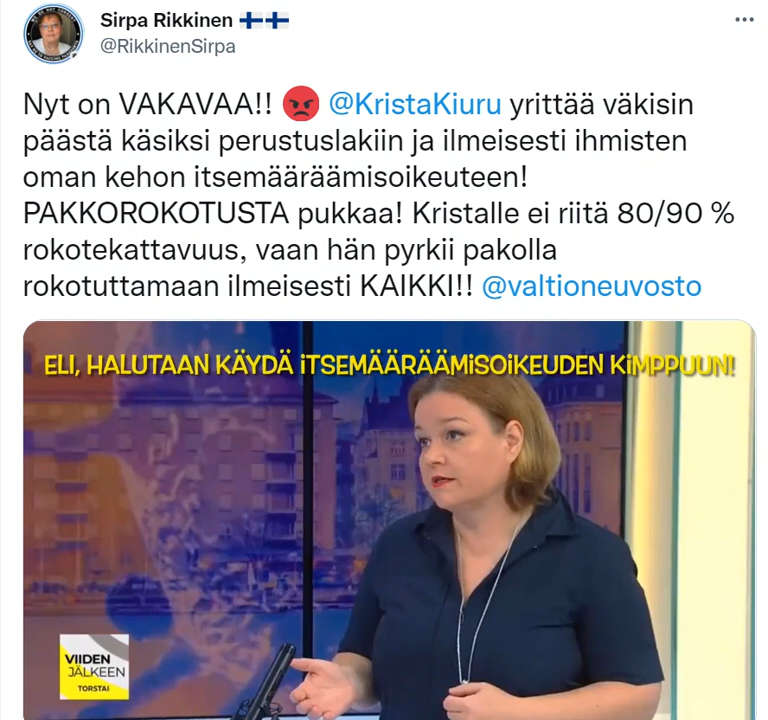 Sirpa Rikkinen 🇫🇮🇫🇮
@RikkinenSirpa
Nyt on VAKAVAA!! 😡 @KristaKiuru yrittää väkisin
päästä käsiksi perustuslakiin ja ilmeisesti ihmisten
oman kehon itsemääräämisoikeuteen!
PAKKOROKOTUSTA pukkaa! Kristalle ei riitä 80/90 %
rokotekattavuus, vaan hän pyrkii pakolla
rokotuttamaan ilmeisesti KAIKKI!! @valtioneuvosto
ELI, HALUTAAN KÄYDÄ iTSEMÄÄRÄÄMiSOiKEUDEN KiMPPUUN!
VIIDEN
JÄLKEEN
TORSTAI